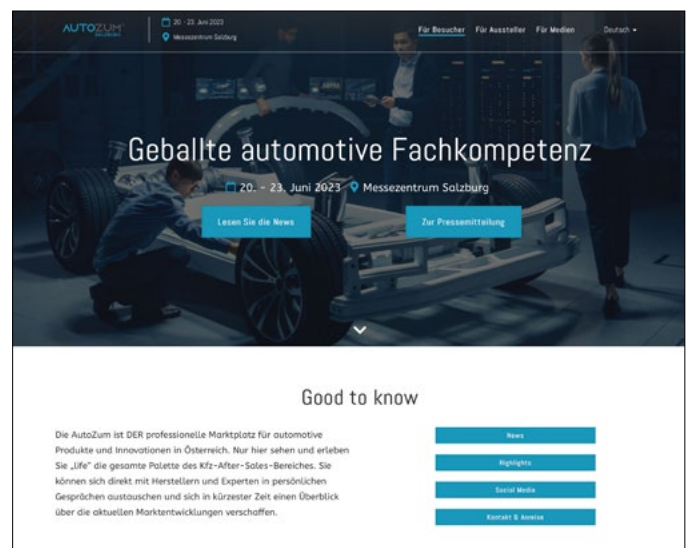 AUTOZUM
SALZBURG
20. - 23. Juni 2023
Messezentrum Salzburg
Für Besucher Für Aussteller Für Medien Deutsch
Geballte automotive Fachkompetenz
20. - 23. Juni 2023 Messezentrum Salzburg
Lesen Sie die News Zur Pressemitteilung
Good to know
Die AutoZum ist DER professionelle Marktplatz für automotive
Produkte und Innovationen in Österreich. Nur hier sehen und erleben
Sie „life“ die gesamte Palette des Kfz-After-Sales-Bereiches. Sie
können sich direkt mit Herstellern und Experten in persönlichen
Gesprächen austauschen und sich in kürzester Zeit einen Überblick
über die aktuellen Marktentwicklungen verschaffen.
News
Highlights
Social Media
Kontakt & Anreise